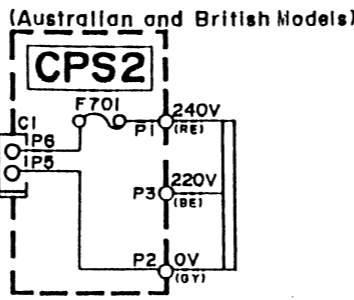 (Australian and British Models)
CPS2
F701
C1
1P6
1P5
P1
240V
(RE)
P3
220V
(BE)
P2
0V
(GY)